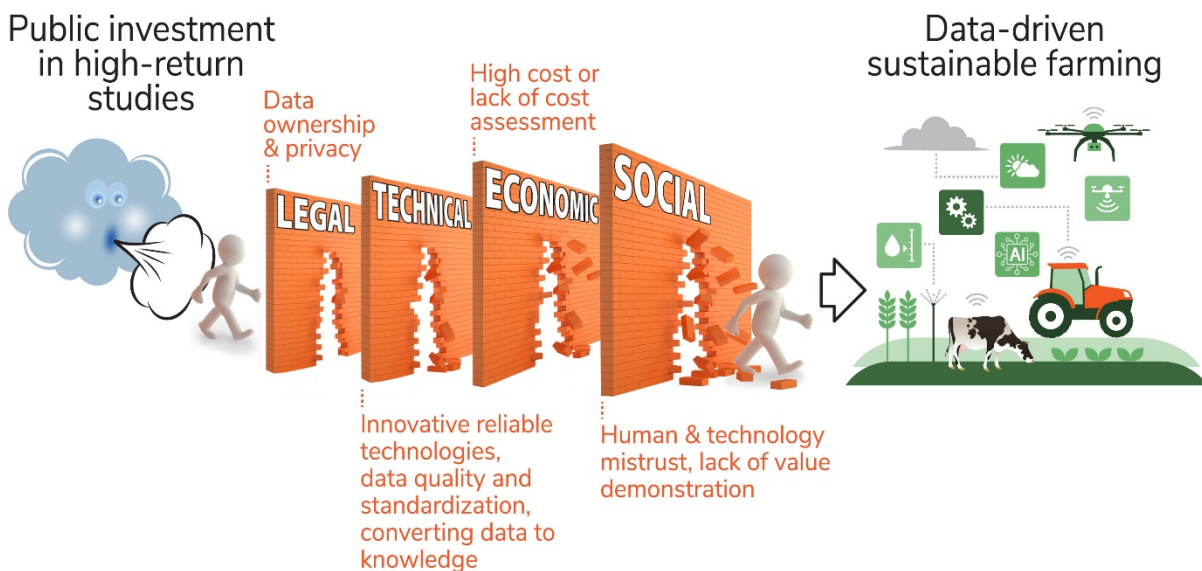 Public investment
in high-return
studies
Data
ownership
& privacy
High cost or
lack of cost
assessment
LEGAL
TECHNICAL
ECONOMIC
SOCIAL
Innovative reliable
technologies,
data quality and
standardization,
converting data to
knowledge
Human & technology
mistrust, lack of value
demonstration
Data-driven
sustainable farming
AI